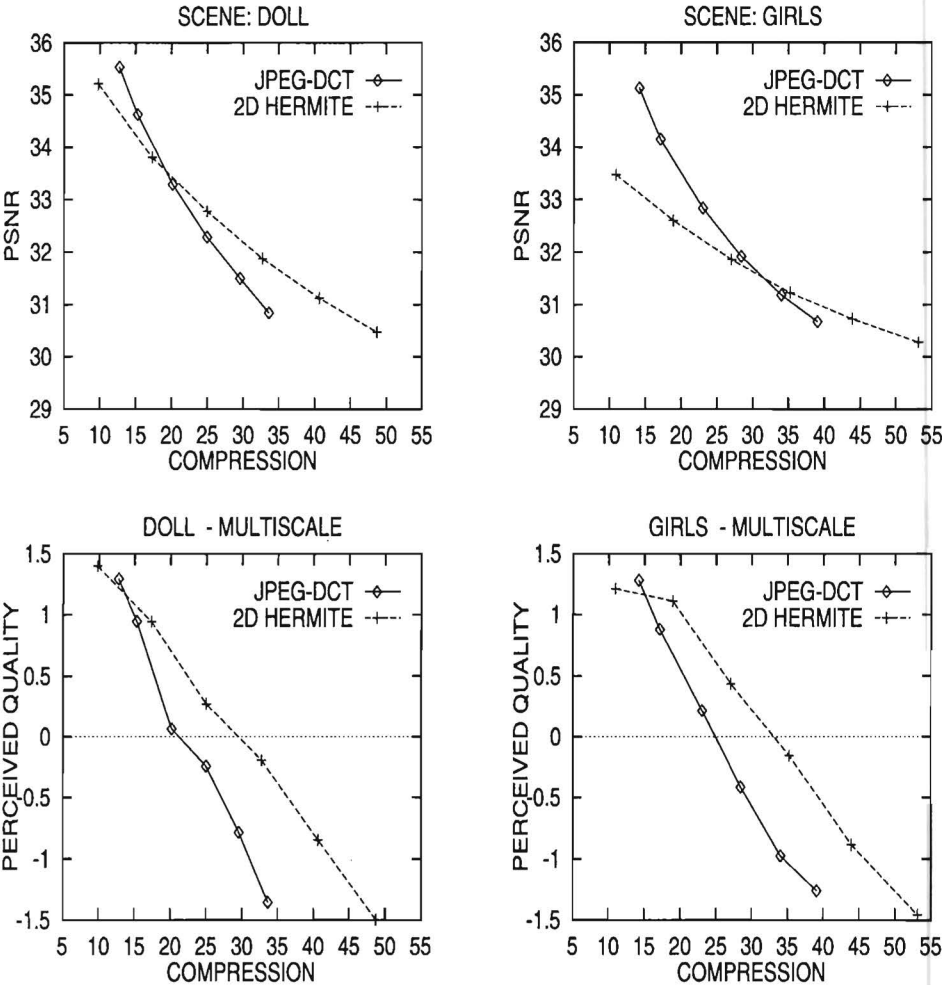 SCENE: DOLL
36
35
34
33
32
31
30
29
PSNR
JPEG-DCT
2D HERMITE
5 10 15 20 25 30 35 40 45 50 55
COMPRESSION
SCENE: GIRLS
36
35
34
33
32
31
30
29
PSNR
JPEG-DCT
2D HERMITE
5 10 15 20 25 30 35 40 45 50 55
COMPRESSION
DOLL - MULTISCALE
1.5
1
0.5
0
-0.5
-1
-1.5
PERCEIVED QUALITY
JPEG-DCT
2D HERMITE
5 10 15 20 25 30 35 40 45 50 55
COMPRESSION
GIRLS - MULTISCALE
1.5
1
0.5
0
-0.5
-1
-1.5
PERCEIVED QUALITY
JPEG-DCT
2D HERMITE
5 10 15 20 25 30 35 40 45 50 55
COMPRESSION